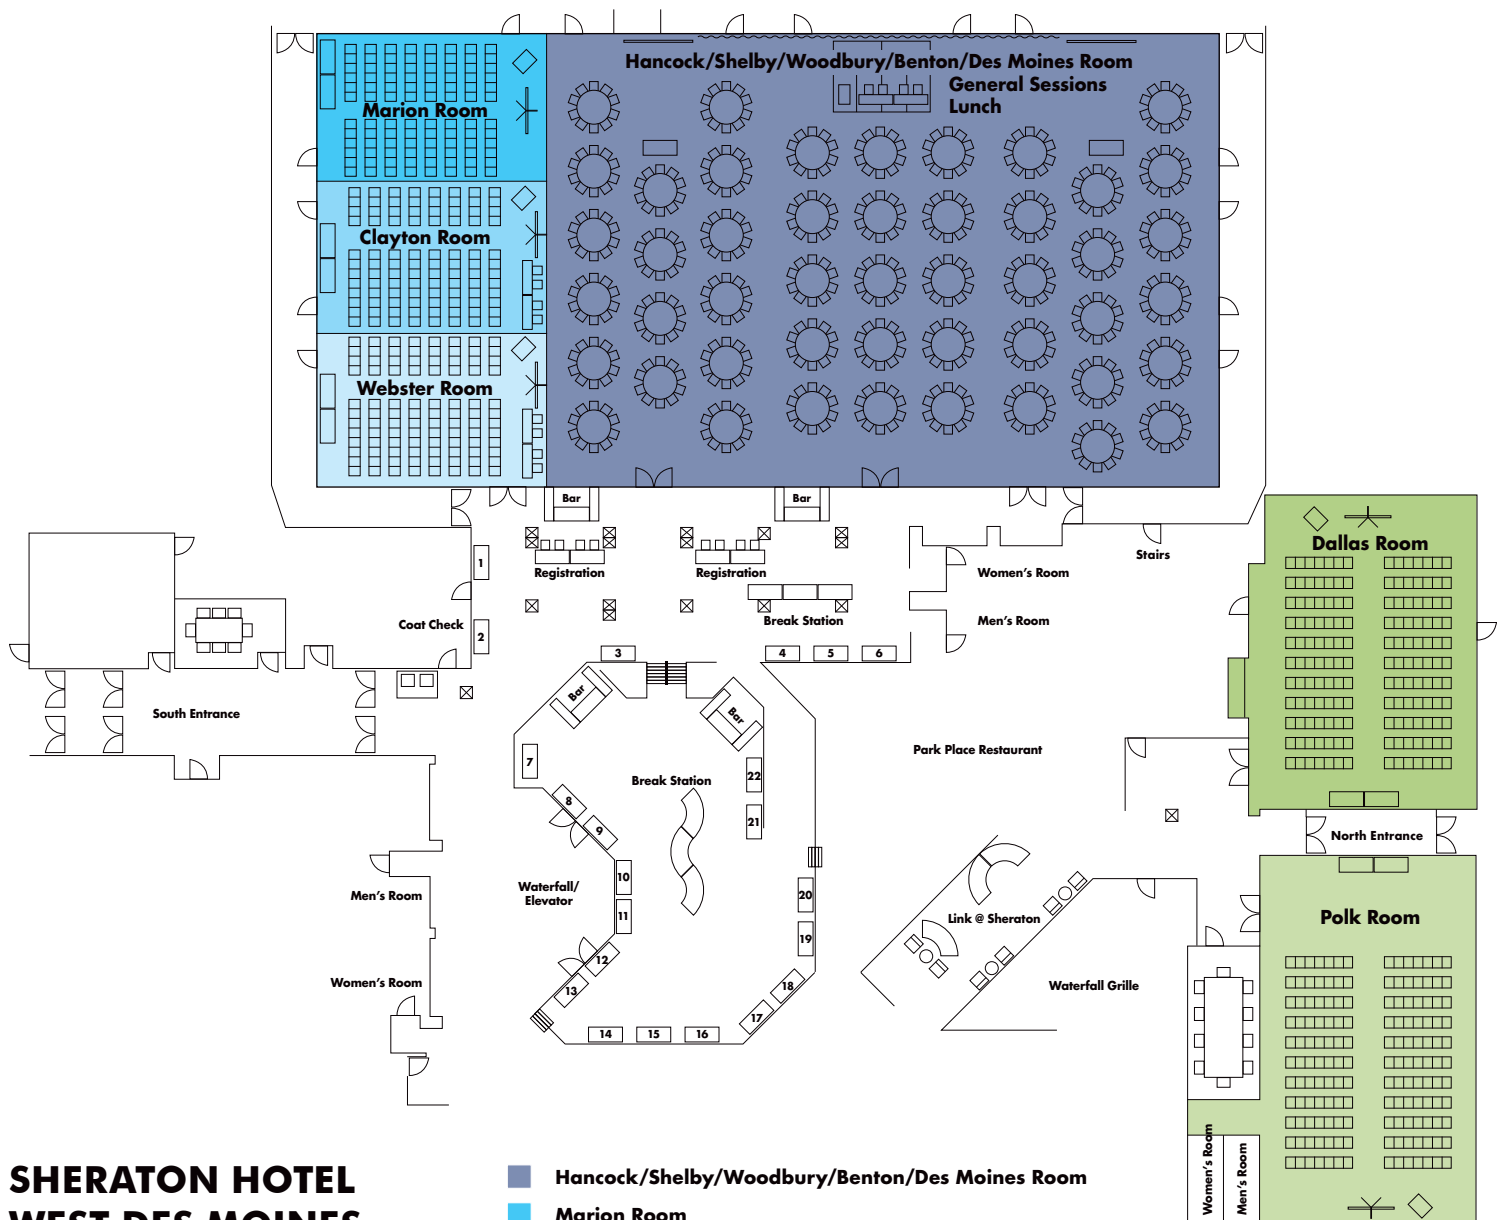 Hancock/Shelby/Woodbury/Benton/Des Moines Room
General Sessions
Lunch
Marion Room
Clayton Room
Webster Room
Bar
Bar
Dallas Room
1
Registration
Registration
Women's Room
Stairs
Coat Check
2
Break Station
Men's Room
3
4
5
6
South Entrance
Bar
Bar
Park Place Restaurant
7
Break Station
22
8
9
21
North Entrance
10
Waterfall/
Elevator
Men's Room
20
11
Link @ Sheraton
Polk Room
19
12
Women's Room
13
18
Waterfall Grille
17
14
15
16
Women's Room
Men's Room
SHERATON HOTEL
WEST DES MOINES
Hancock/Shelby/Woodbury/Benton/Des Moines Room
Marion Room